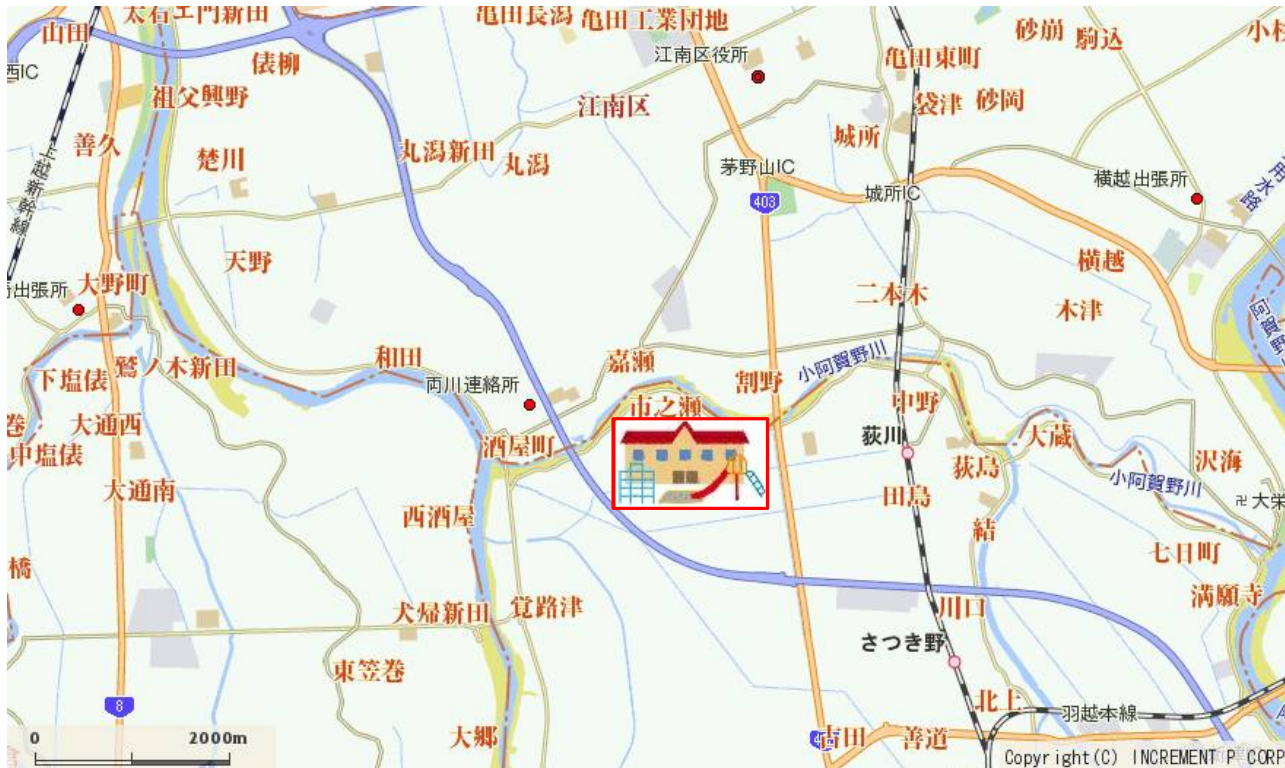 太右エ門新田
亀田長潟
亀田工業団地
山田
江南区役所
亀田東町
砂崩
駒込
西IC
俵柳
祖父興野
江南区
袋津
砂岡
城所
善久
楚川
丸潟新田
丸潟
茅野山IC
城所IC
横越出張所
用水路
上越新幹線
403
天野
大野町
出張所
二本木
横越
木津
鷲ノ木新田
和田
嘉瀬
小阿賀野川
下塩俵
両川連絡所
割野
市之瀬
中野
巻
大通西
中塩俵
酒屋町
荻川
荻島
大蔵
沢海
大通南
小阿賀野川
大栄
西酒屋
田島
結
七日町
橋
満願寺
犬帰新田
覚路津
川口
さつき野
東笠巻
8
北上
羽越本線
0
2000m
大郷
古田
善道
Copyright(C) INCREMENT P CORP